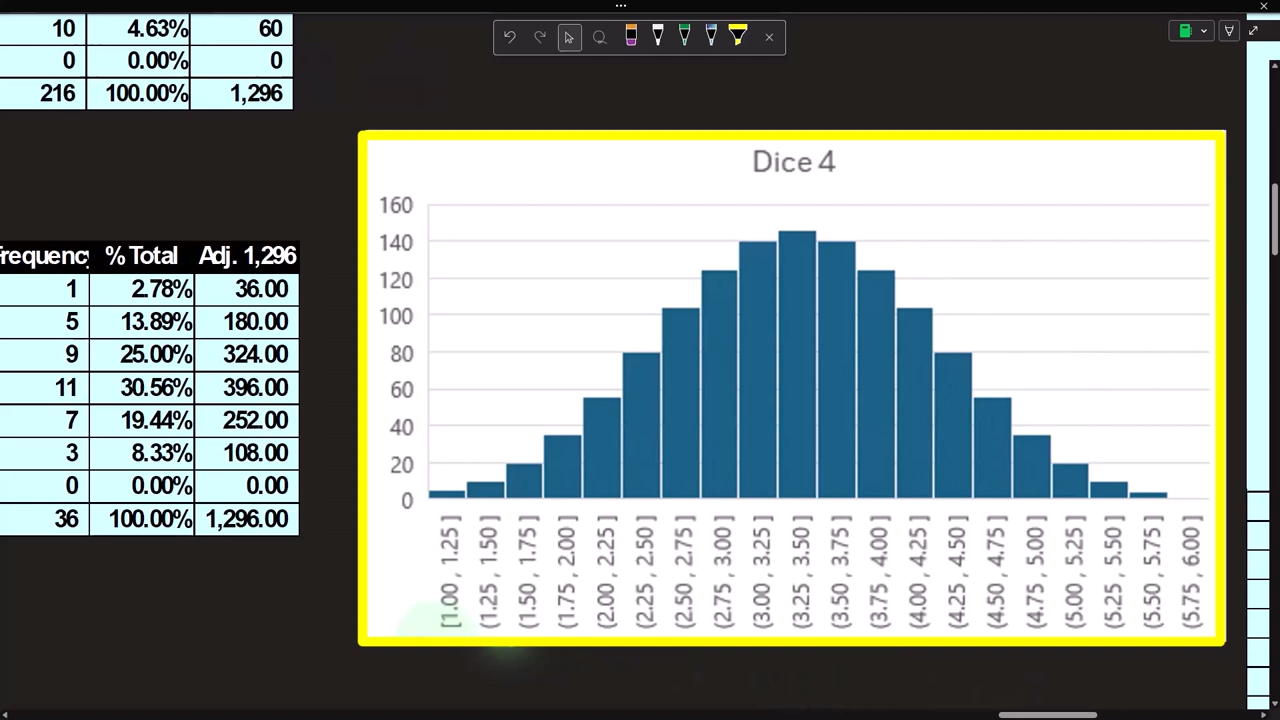 10 4.63% 60
0 0.00% 0
216 100.00% 1,296
Frequency % Total Adj. 1,296
1 2.78% 36.00
5 13.89% 180.00
9 25.00% 324.00
11 30.56% 396.00
7 19.44% 252.00
3 8.33% 108.00
0 0.00% 0.00
36 100.00% 1,296.00
Dice 4
160
140
120
100
80
60
40
20
0
[1.00 , 1.25 ]
(1.25 , 1.50 ]
(1.50 , 1.75 ]
(1.75 , 2.00 ]
(2.00 , 2.25 ]
(2.25 , 2.50 ]
(2.50 , 2.75 ]
(2.75 , 3.00 ]
(3.00 , 3.25 ]
(3.25 , 3.50 ]
(3.50 , 3.75 ]
(3.75 , 4.00 ]
(4.00 , 4.25 ]
(4.25 , 4.50 ]
(4.50 , 4.75 ]
(4.75 , 5.00 ]
(5.00 , 5.25 ]
(5.25 , 5.50 ]
(5.50 , 5.75 ]
(5.75 , 6.00 ]